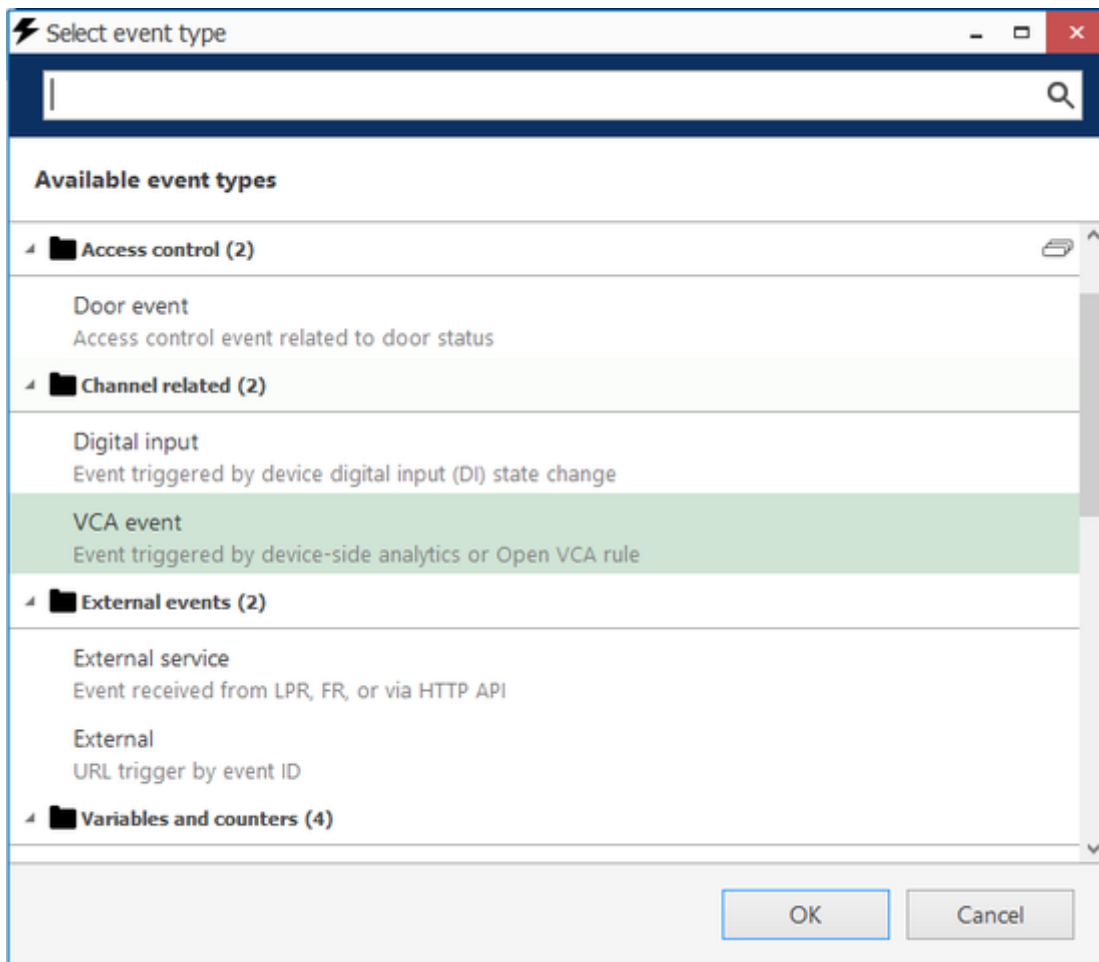 Select event type
Available event types
Access control (2)
Door event
Access control event related to door status
Channel related (2)
Digital input
Event triggered by device digital input (DI) state change
VCA event
Event triggered by device-side analytics or Open VCA rule
External events (2)
External service
Event received from LPR, FR, or via HTTP API
External
URL trigger by event ID
Variables and counters (4)
OK Cancel